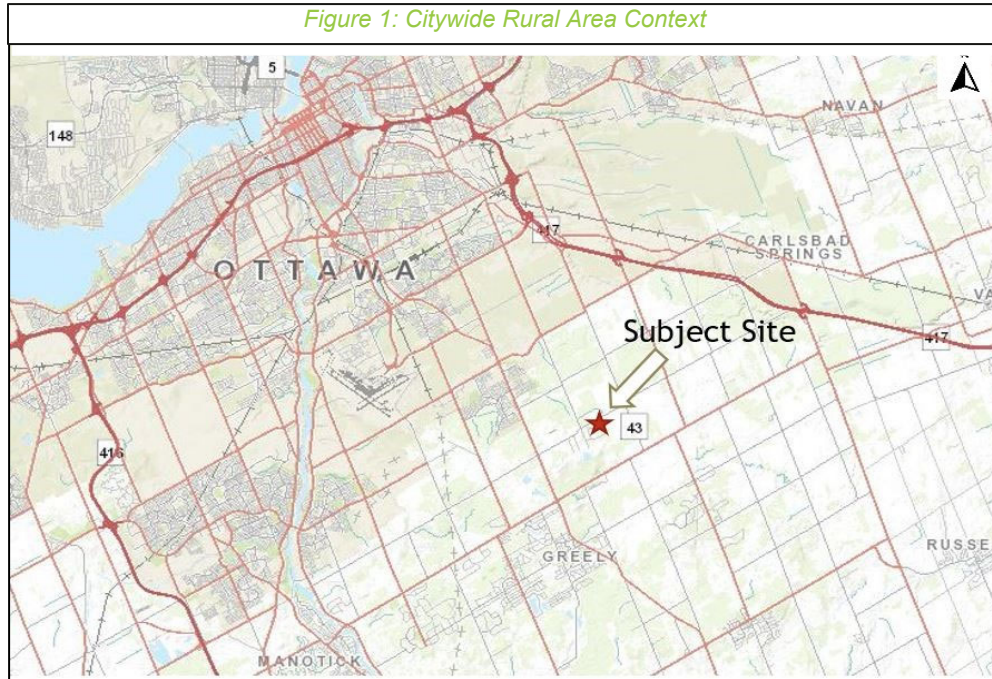 Figure 1: Citywide Rural Area Context
5
148
NAVAN
417
CARLSBAD
SPRINGS
OTTAWA
VA
417
Subject Site
43
416
GREELY
RUSSE
MANOTICK